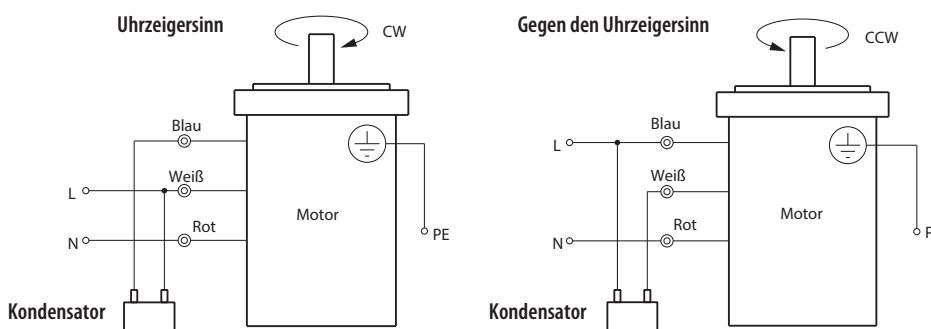 Uhrzeigersinn
CW
Blau
Weiß
L
Rot
Motor
N
PE
Kondensator
Gegen den Uhrzeigersinn
CCW
Blau
L
Weiß
Rot
Motor
N
P
Kondensator